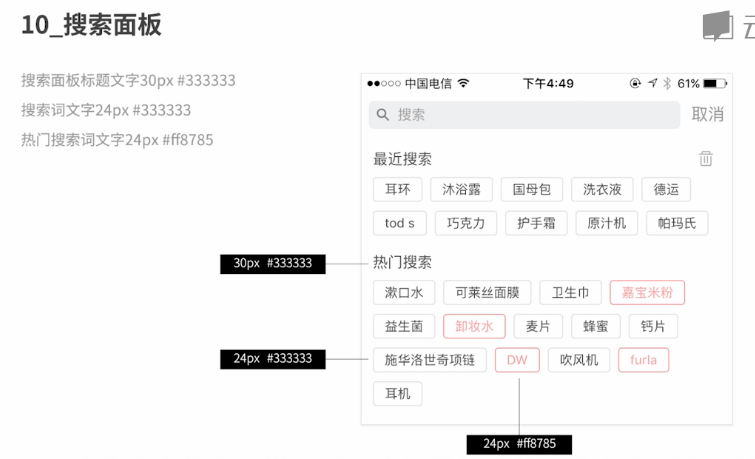 10_搜索面板
云
搜索面板标题文字30px #333333
搜索词文字24px #333333
热门搜索词文字24px #ff8785
中国电信 下午4:49 61%
搜索 取消
最近搜索
耳环 沐浴露 国母包 洗衣液 德运
tod s 巧克力 护手霜 原汁机 帕玛氏
30px #333333
热门搜索
漱口水 可莱丝面膜 卫生巾 嘉宝米粉
益生菌 卸妆水 麦片 蜂蜜 钙片
24px #333333
施华洛世奇项链 DW 吹风机 furla
耳机
24px #ff8785